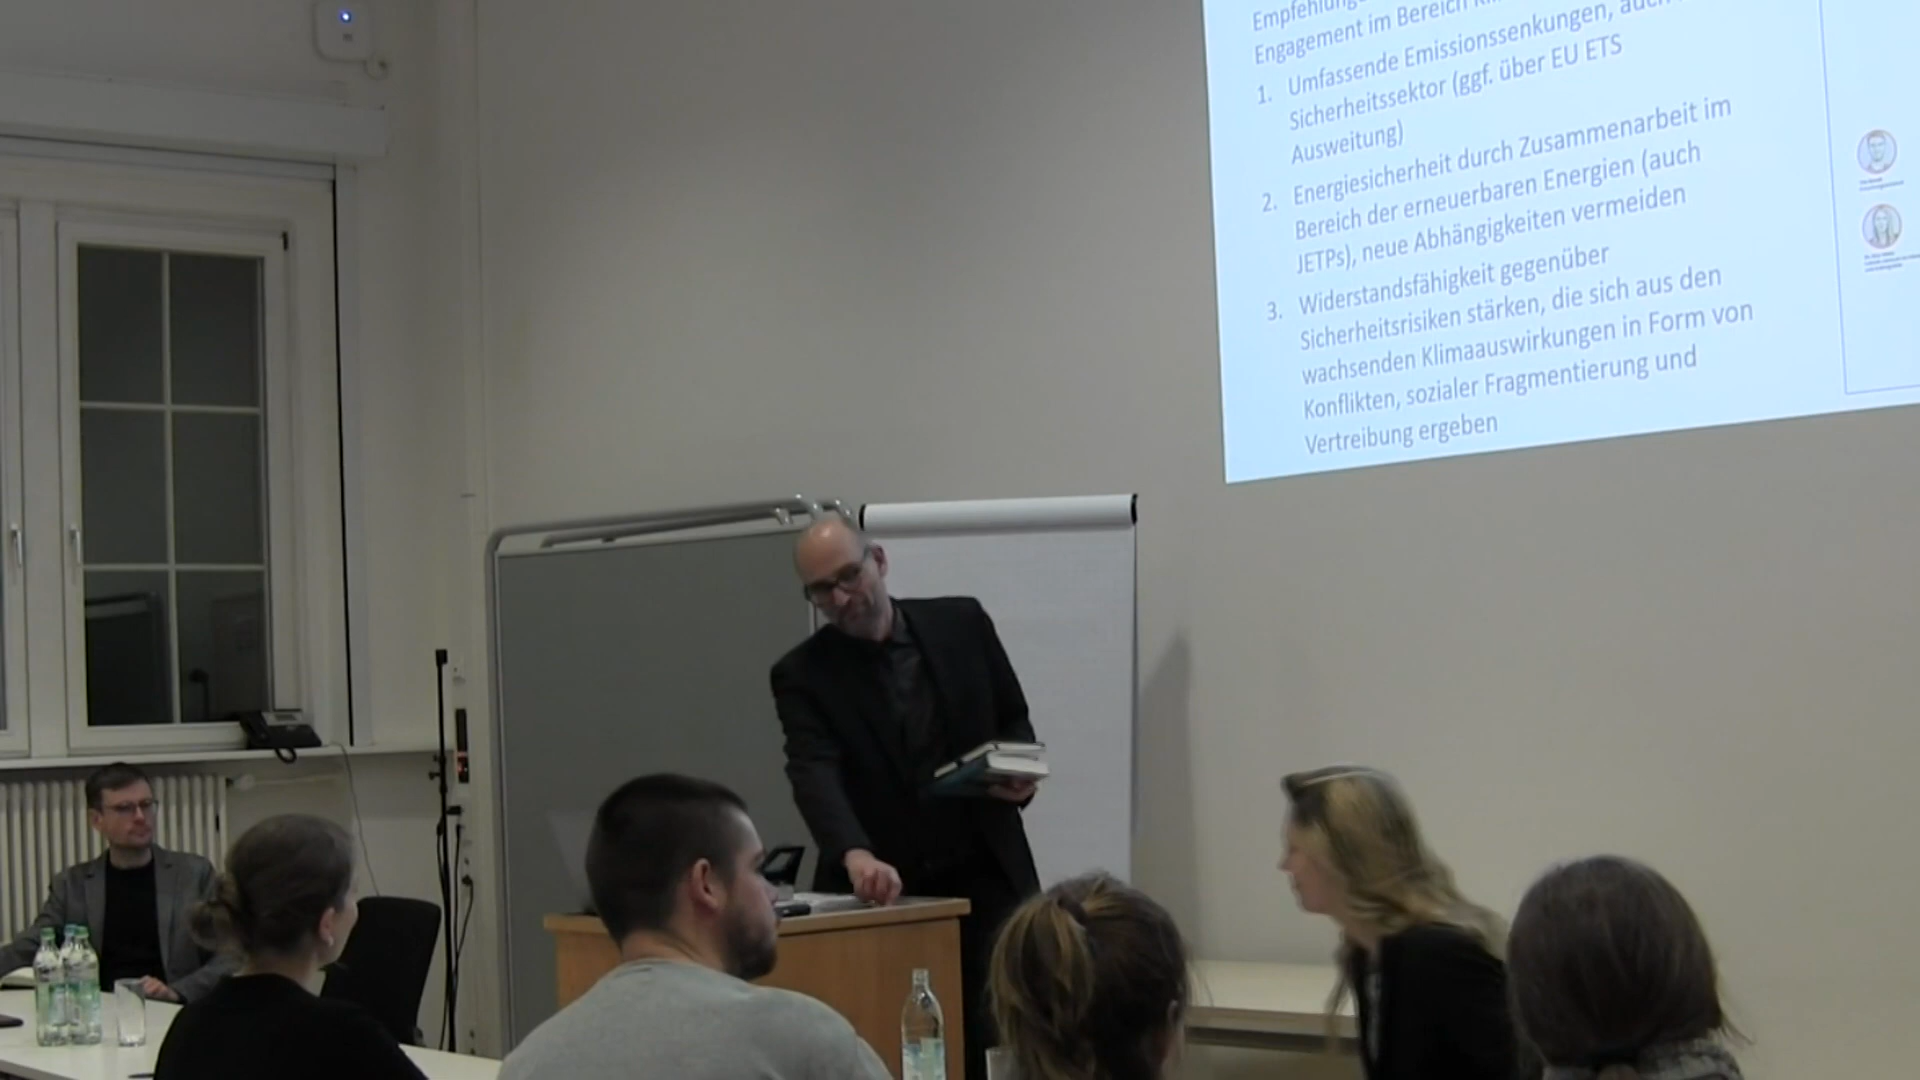 Engagement im Bereich
1. Umfassende Emissionssenkungen, auch
Sicherheitssektor (ggf. über EU ETS
Ausweitung)
2. Energiesicherheit durch Zusammenarbeit im
Bereich der erneuerbaren Energien (auch
JETPs), neue Abhängigkeiten vermeiden
3. Widerstandsfähigkeit gegenüber
Sicherheitsrisiken stärken, die sich aus den
wachsenden Klimaauswirkungen in Form von
Konflikten, sozialer Fragmentierung und
Vertreibung ergeben